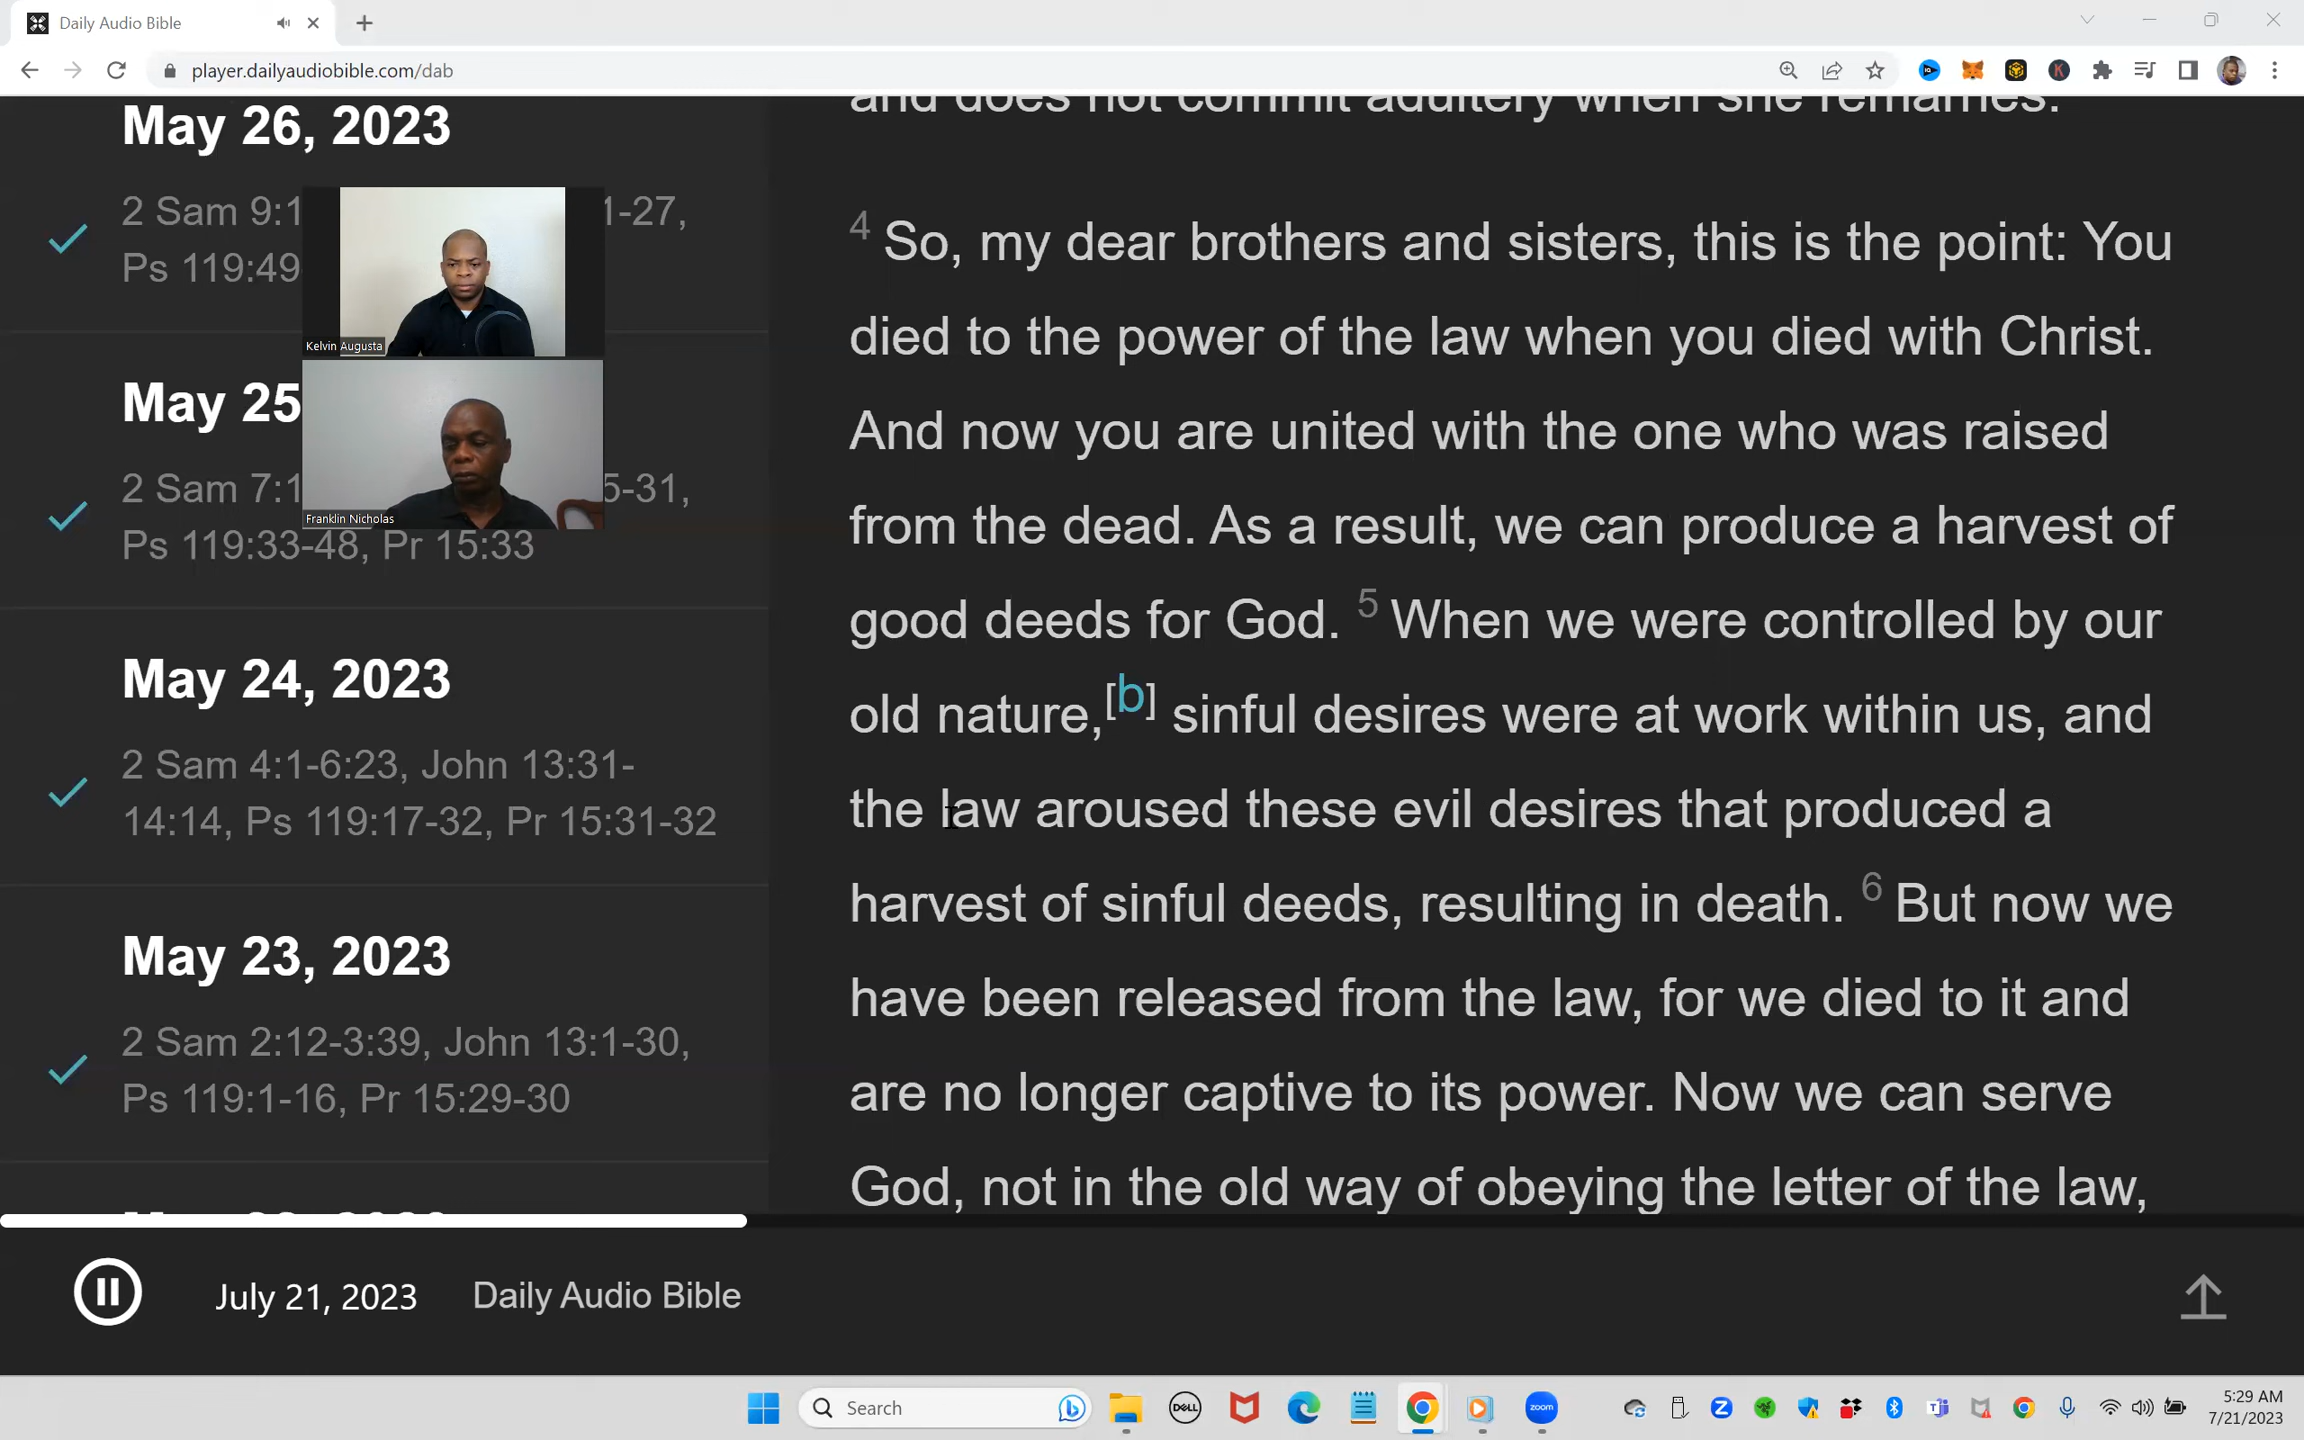 Daily Audio Bible
player.dailyaudiobible.com/dab
May 26, 2023
2 Sam 9:1
1-27,
Ps 119:49
Kelvin Augusta
May 25
2 Sam 7:1
5-31,
Franklin Nicholas
Ps 119:33-48, Pr 15:33
May 24, 2023
2 Sam 4:1-6:23, John 13:31-
14:14, Ps 119:17-32, Pr 15:31-32
May 23, 2023
2 Sam 2:12-3:39, John 13:1-30,
Ps 119:1-16, Pr 15:29-30
and does not commit adultery when she remarries.
4 So, my dear brothers and sisters, this is the point: You
died to the power of the law when you died with Christ.
And now you are united with the one who was raised
from the dead. As a result, we can produce a harvest of
good deeds for God. 5 When we were controlled by our
old nature,[b] sinful desires were at work within us, and
the law aroused these evil desires that produced a
harvest of sinful deeds, resulting in death. 6 But now we
have been released from the law, for we died to it and
are no longer captive to its power. Now we can serve
God, not in the old way of obeying the letter of the law,
July 21, 2023
Daily Audio Bible
Search
DELL
zoom
5:29 AM
7/21/2023